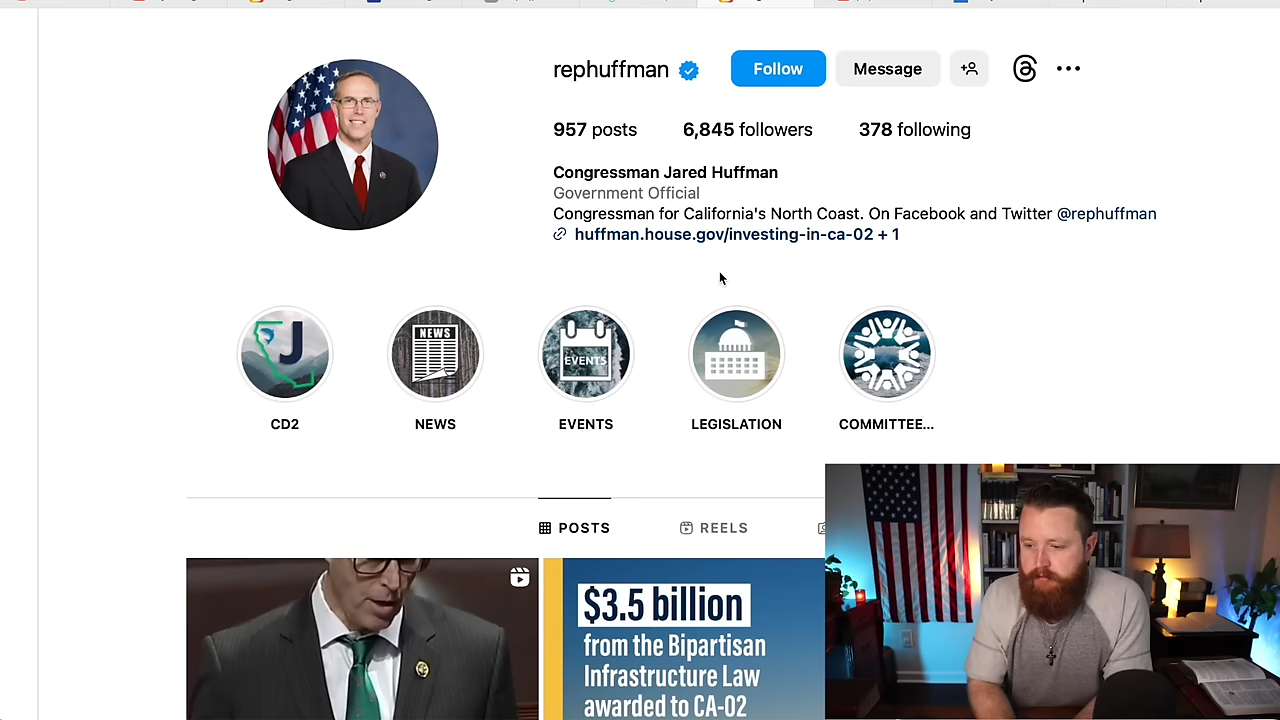 rephuffman
Follow
Message
957 posts
6,845 followers
378 following
Congressman Jared Huffman
Government Official
Congressman for California's North Coast. On Facebook and Twitter @rephuffman
huffman.house.gov/investing-in-ca-02 + 1
J
NEWS
EVENTS
CD2
NEWS
EVENTS
LEGISLATION
COMMITTEE...
POSTS
REELS
$3.5 billion
from the Bipartisan
Infrastructure Law
awarded to CA-02